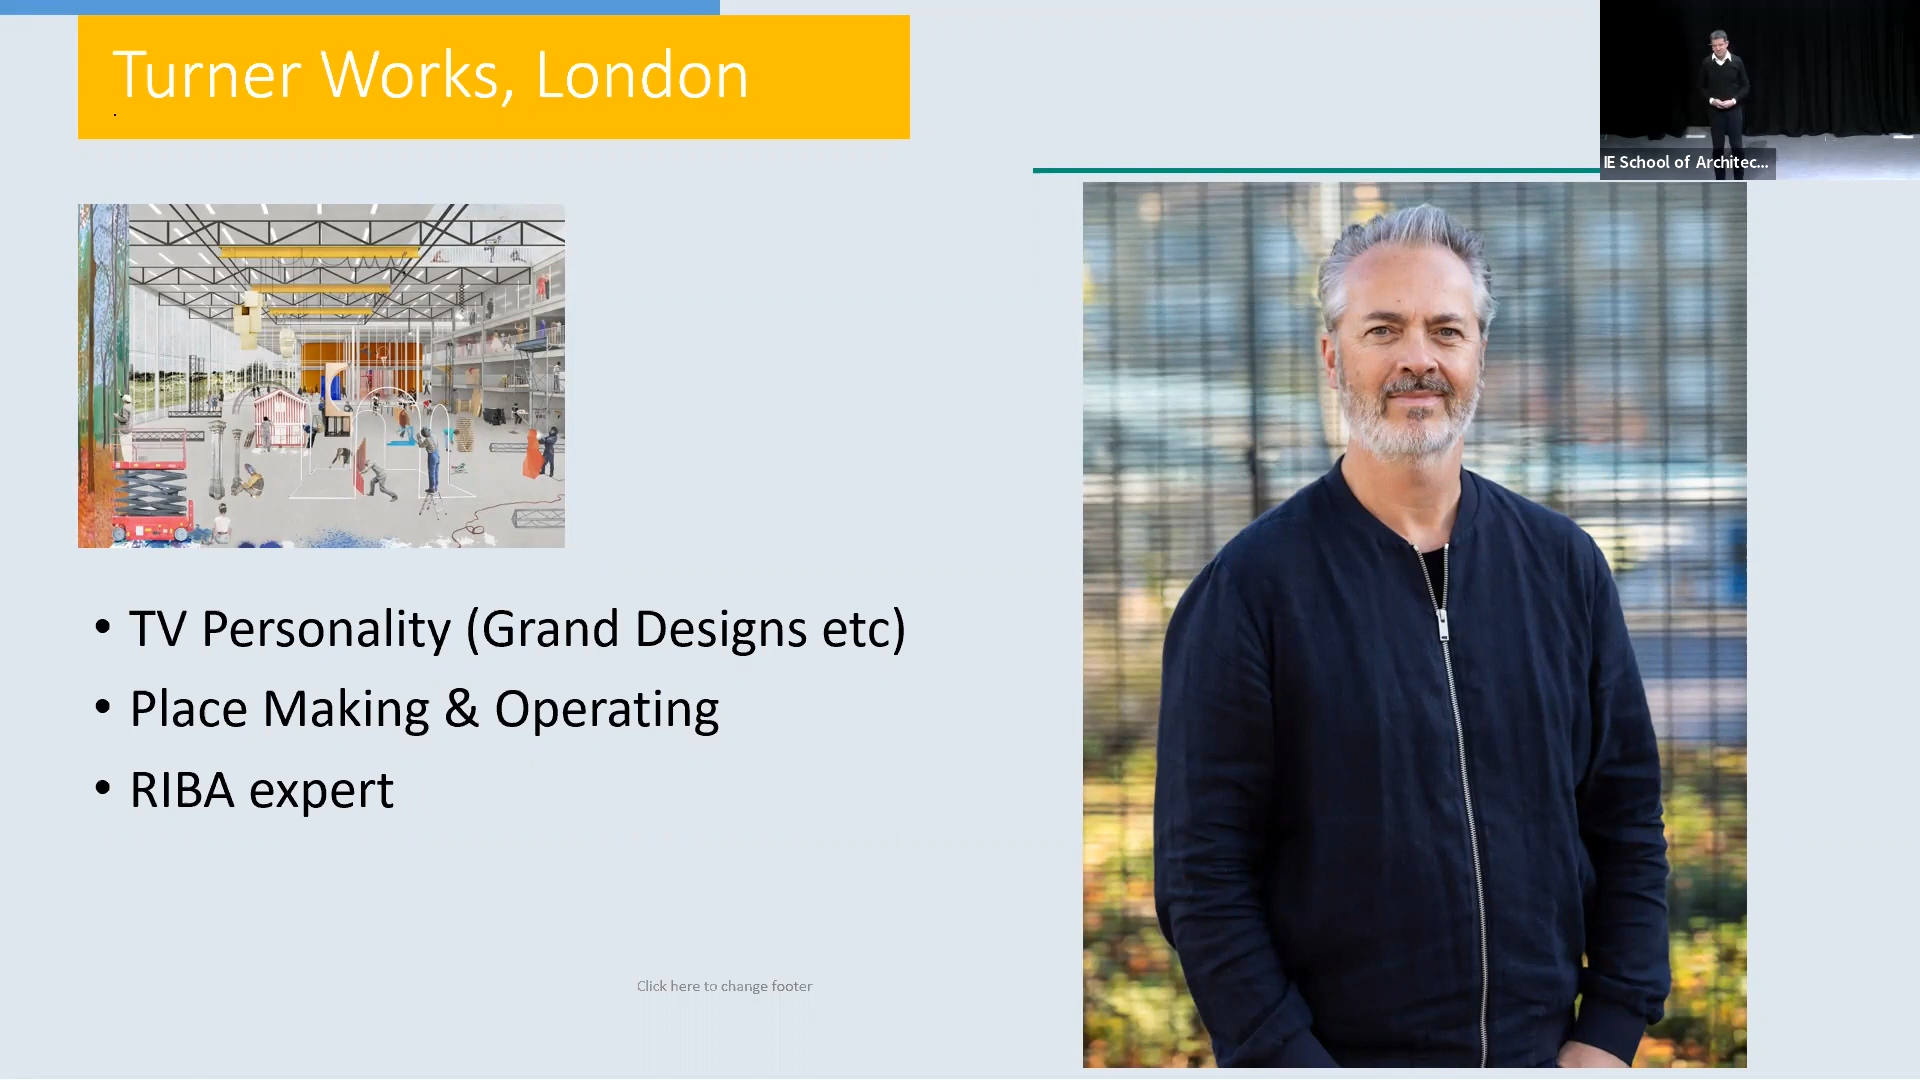 Turner Works, London
.
IE School of Architec...
• TV Personality (Grand Designs etc)
• Place Making & Operating
• RIBA expert
Click here to change footer